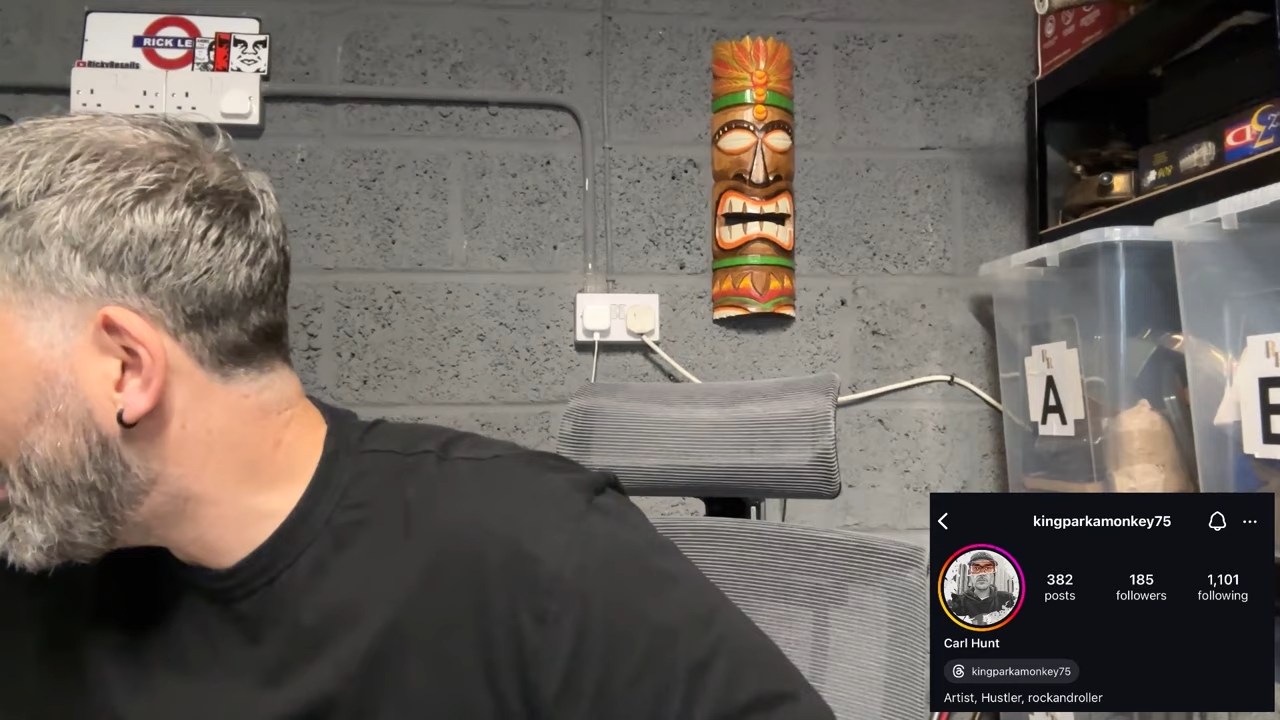 RICK LE
RickyResells
A
E
kingparkamonkey75
382 185 1,101
posts followers following
Carl Hunt
kingparkamonkey75
Artist, Hustler, rockandroller